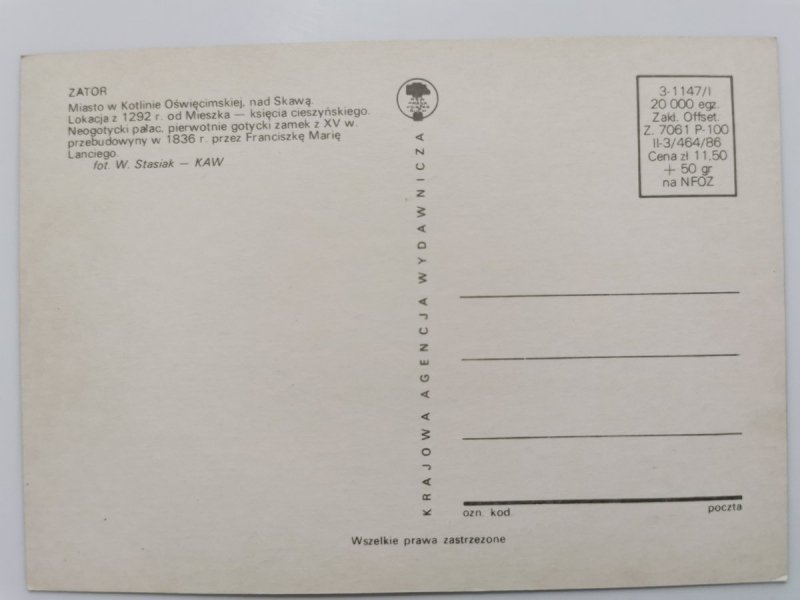 ZATOR
Miasto w Kotlinie Oświęcimskiej, nad Skawą.
Lokacja z 1292 r. od Mieszka — księcia cieszyńskiego.
Neogotycki pałac, pierwotnie gotycki zamek z XV w.
przebudowyny w 1836 r. przez Franciszkę Marię
Lanciego.
fot. W. Stasiak — KAW
KRAJOWA AGENCJA WYDAWNICZA
3-1147/I
20 000 egz.
Zakł. Offset.
Z. 7061 P-100
II-3/464/86
Cena zł 11,50
+ 50 gr
na NFOZ
ozn. kod.
poczta
Wszelkie prawa zastrzeżone